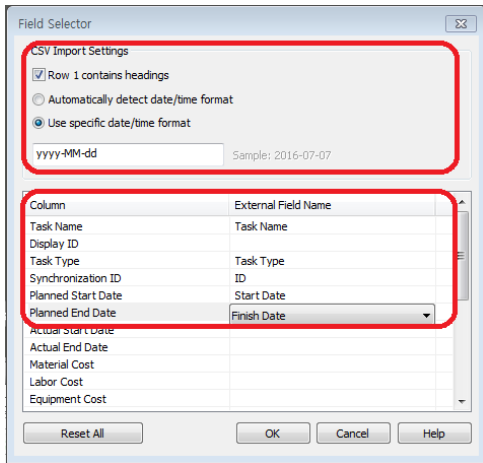 Field Selector
CSV Import Settings
Row 1 contains headings
Automatically detect date/time format
Use specific date/time format
yyyy-MM-dd Sample: 2016-07-07
Column External Field Name
Task Name Task Name
Display ID
Task Type Task Type
Synchronization ID ID
Planned Start Date Start Date
Planned End Date Finish Date
Actual Start Date
Actual End Date
Material Cost
Labor Cost
Equipment Cost
Reset All OK Cancel Help